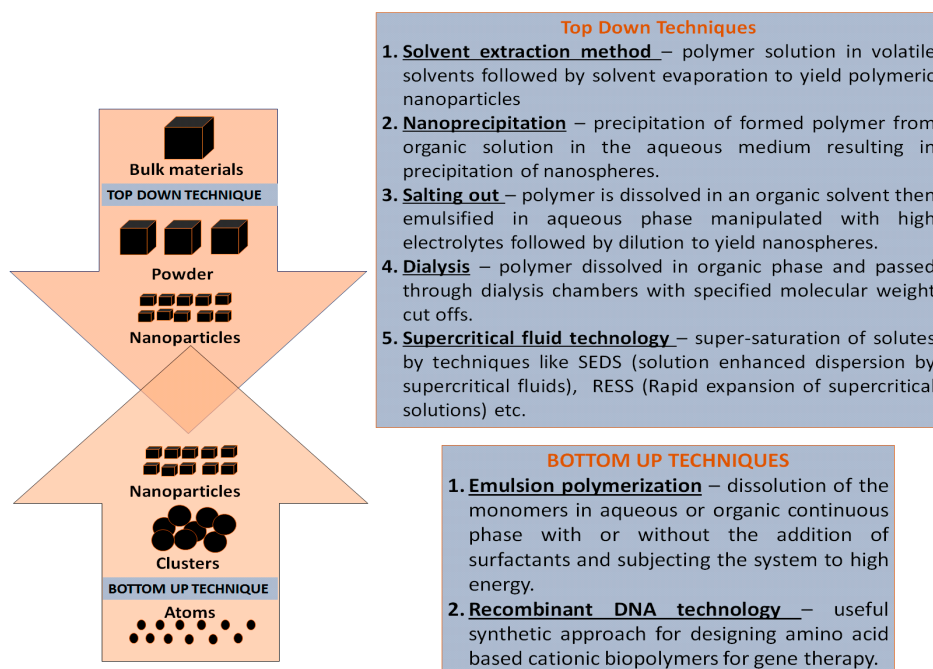 Bulk materials
TOP DOWN TECHNIQUE
Powder
Nanoparticles
Nanoparticles
Clusters
BOTTOM UP TECHNIQUE
Atoms
Top Down Techniques
1. Solvent extraction method – polymer solution in volatile
solvents followed by solvent evaporation to yield polymeric
nanoparticles
2. Nanoprecipitation – precipitation of formed polymer from
organic solution in the aqueous medium resulting in
precipitation of nanospheres.
3. Salting out – polymer is dissolved in an organic solvent then
emulsified in aqueous phase manipulated with high
electrolytes followed by dilution to yield nanospheres.
4. Dialysis – polymer dissolved in organic phase and passed
through dialysis chambers with specified molecular weight
cut offs.
5. Supercritical fluid technology – super-saturation of solutes
by techniques like SEDS (solution enhanced dispersion by
supercritical fluids), RESS (Rapid expansion of supercritical
solutions) etc.
BOTTOM UP TECHNIQUES
1. Emulsion polymerization – dissolution of the
monomers in aqueous or organic continuous
phase with or without the addition of
surfactants and subjecting the system to high
energy.
2. Recombinant DNA technology – useful
synthetic approach for designing amino acid
based cationic biopolymers for gene therapy.